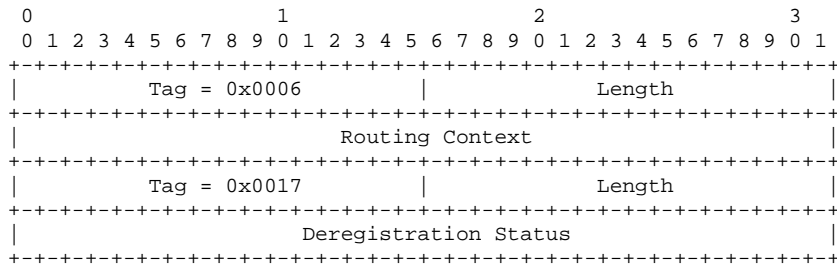 0                   1                   2                   3
 0 1 2 3 4 5 6 7 8 9 0 1 2 3 4 5 6 7 8 9 0 1 2 3 4 5 6 7 8 9 0 1
+-+-+-+-+-+-+-+-+-+-+-+-+-+-+-+-+-+-+-+-+-+-+-+-+-+-+-+-+-+-+-+-+
|          Tag = 0x0006         |             Length            |
+-+-+-+-+-+-+-+-+-+-+-+-+-+-+-+-+-+-+-+-+-+-+-+-+-+-+-+-+-+-+-+-+
|                         Routing Context                       |
+-+-+-+-+-+-+-+-+-+-+-+-+-+-+-+-+-+-+-+-+-+-+-+-+-+-+-+-+-+-+-+-+
|          Tag = 0x0017         |             Length            |
+-+-+-+-+-+-+-+-+-+-+-+-+-+-+-+-+-+-+-+-+-+-+-+-+-+-+-+-+-+-+-+-+
|                      Deregistration Status                    |
+-+-+-+-+-+-+-+-+-+-+-+-+-+-+-+-+-+-+-+-+-+-+-+-+-+-+-+-+-+-+-+-+